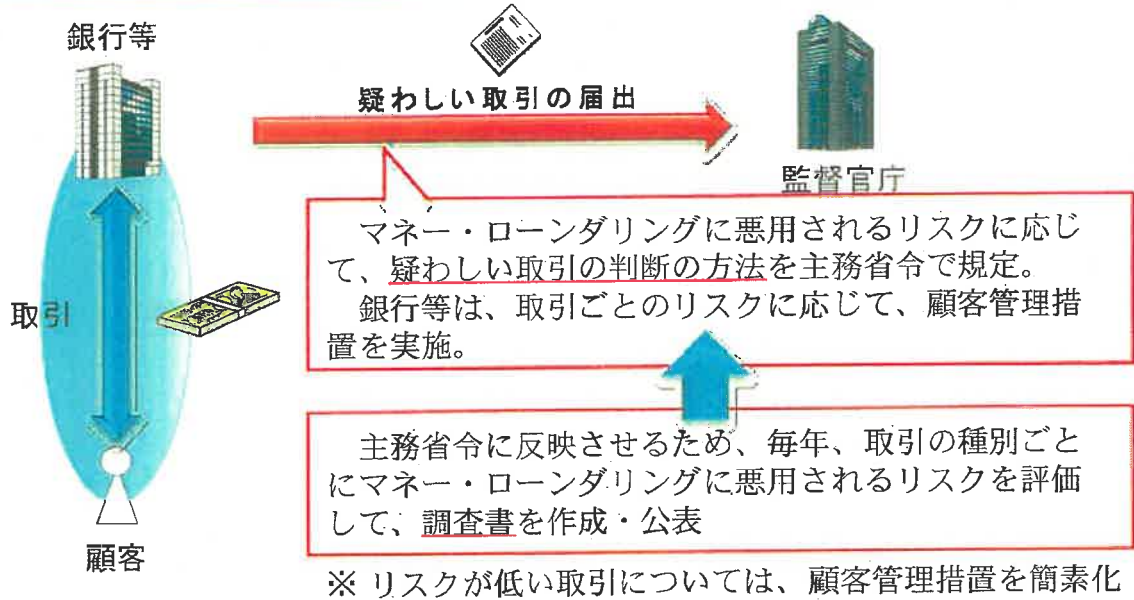 銀行等
疑わしい取引の届出
監督官庁
マネー・ローンダリングに悪用されるリスクに応じ
て、疑わしい取引の判断の方法を主務省令で規定。
銀行等は、取引ごとのリスクに応じて、顧客管理措
置を実施。
取引
主務省令に反映させるため、毎年、取引の種別ごと
にマネー・ローンダリングに悪用されるリスクを評価
して、調査書を作成・公表
顧客
※ リスクが低い取引については、顧客管理措置を簡素化